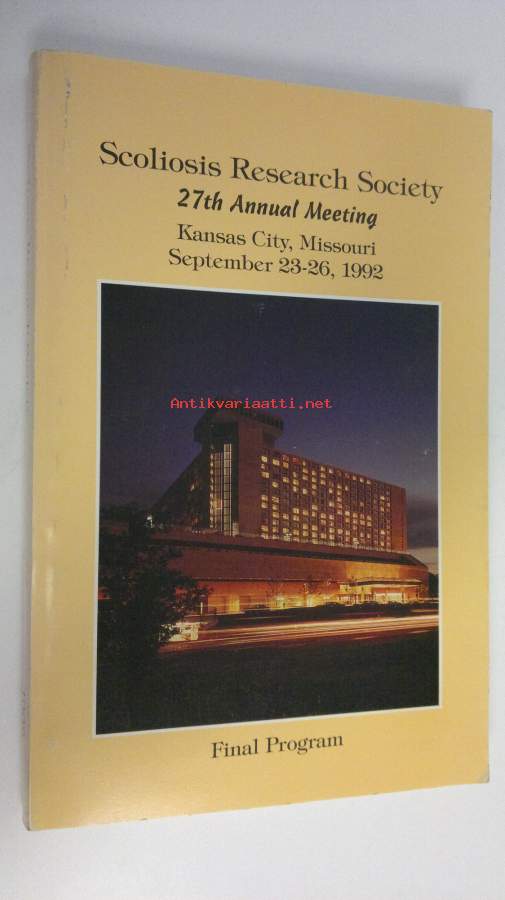 Scoliosis Research Society
27th Annual Meeting
Kansas City, Missouri
September 23-26, 1992
Antikvariaatti.net
Final Program